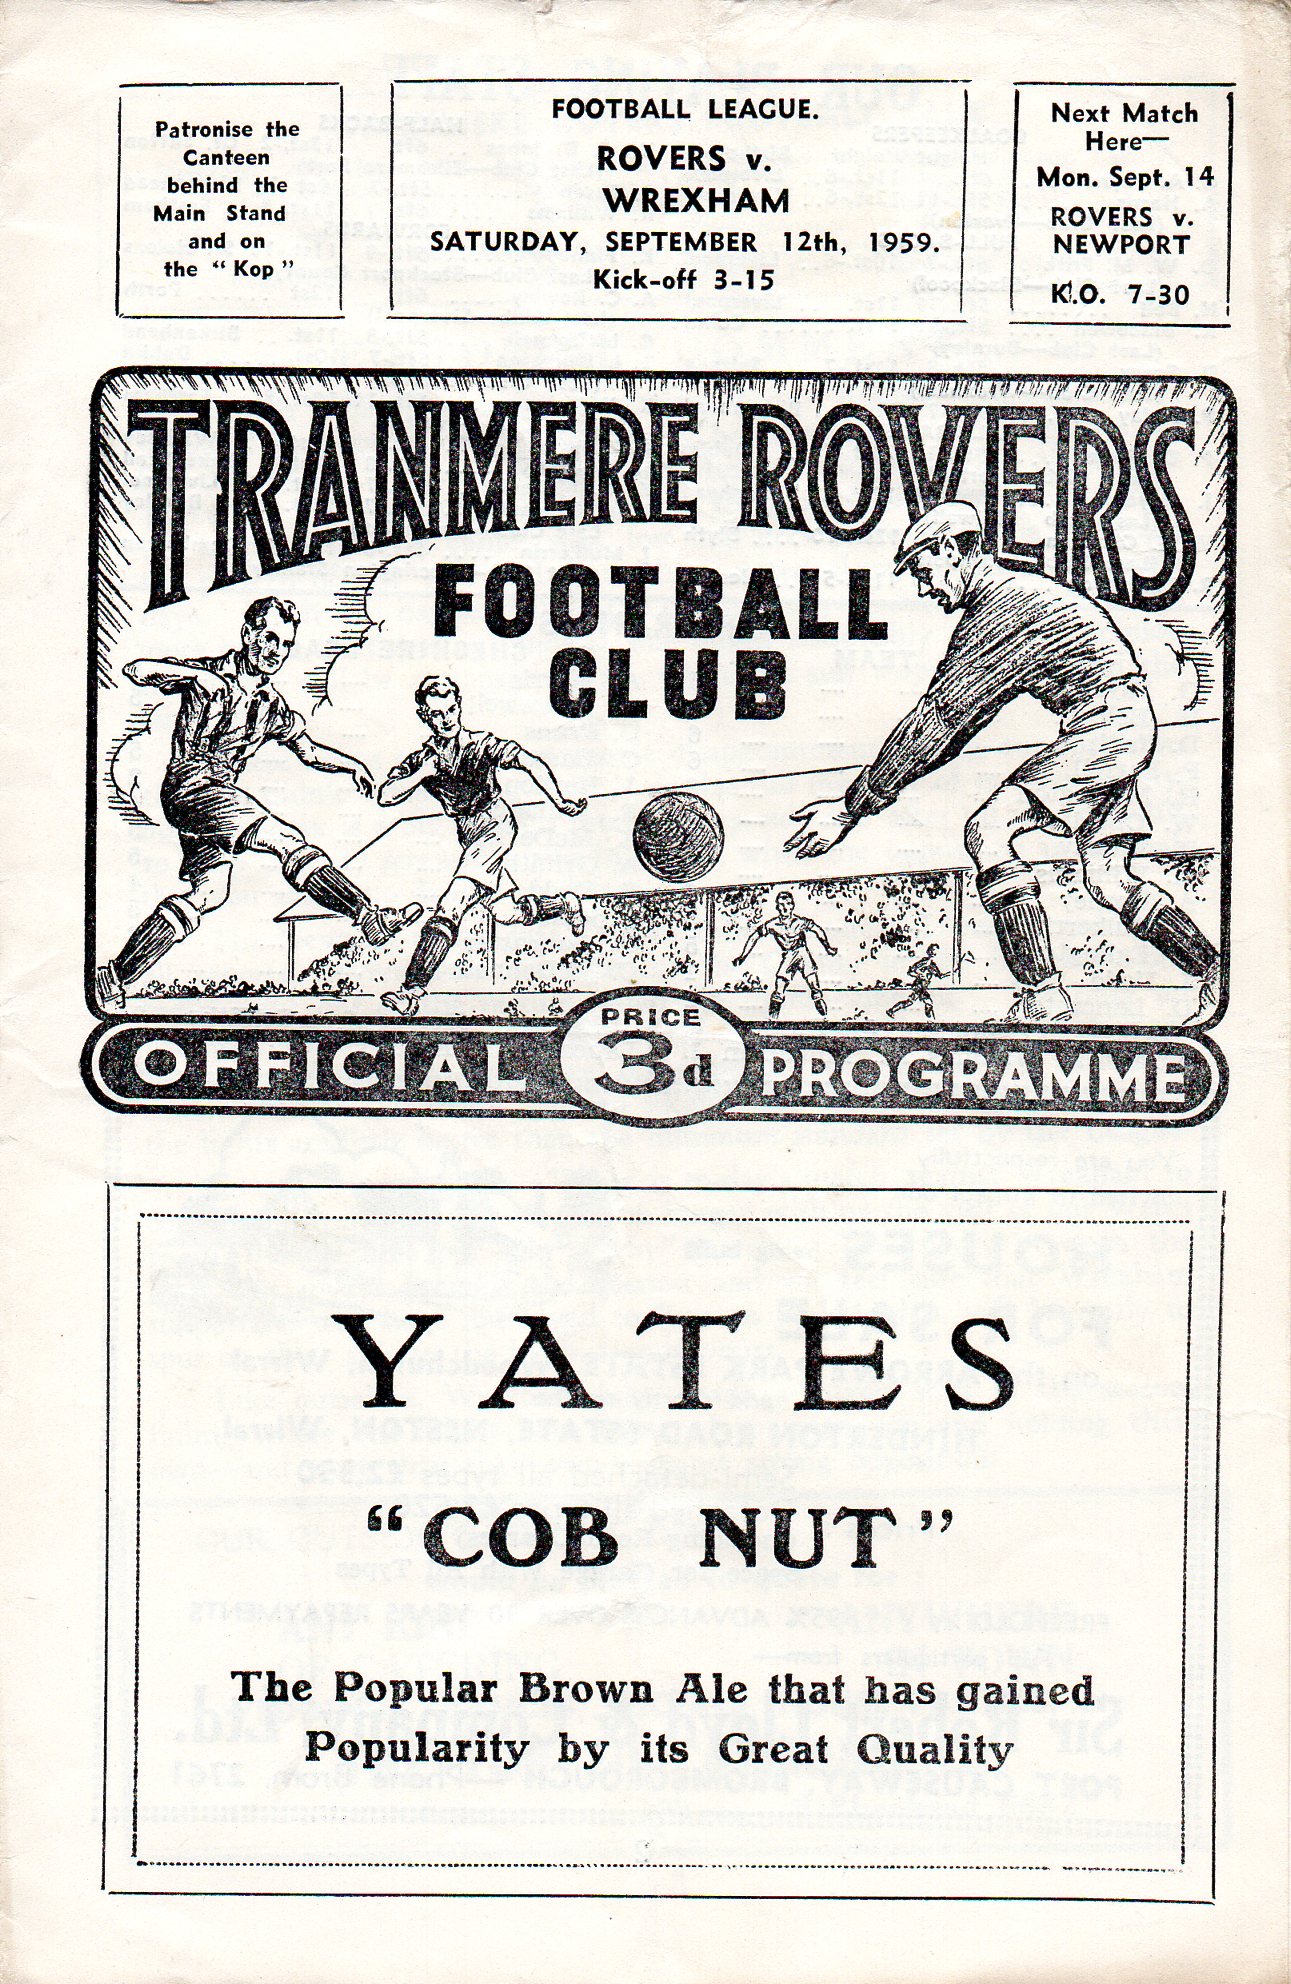 Patronise the
Canteen
behind the
Main Stand
and on
the "Kop"
FOOTBALL LEAGUE.
ROVERS v.
WREXHAM
SATURDAY, SEPTEMBER 12th, 1959.
Kick-off 3-15
Next Match
Here—
Mon. Sept. 14
ROVERS v.
NEWPORT
K.O. 7-30
TRANMERE ROVERS
FOOTBALL
CLUB
OFFICIAL PRICE 3d PROGRAMME
YATES
"COB NUT"
The Popular Brown Ale that has gained
Popularity by its Great Quality